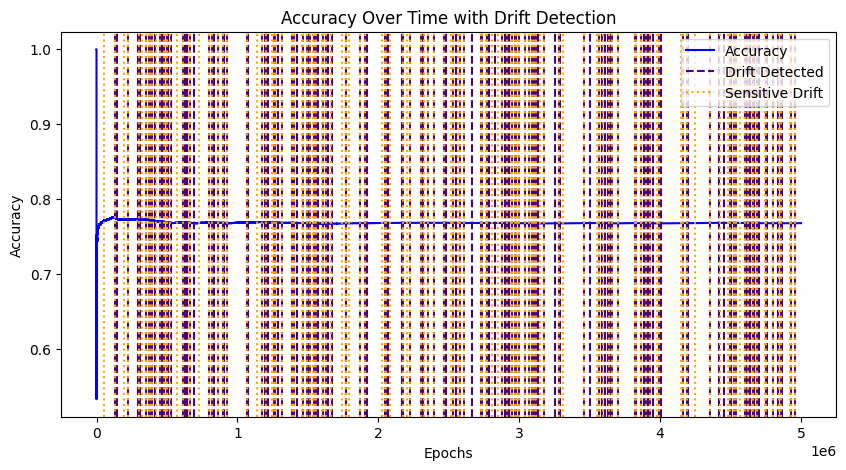 Accuracy Over Time with Drift Detection
Accuracy
Drift Detected
Sensitive Drift
1.0
0.9
0.8
0.7
0.6
Accuracy
0 1 2 3 4 5
1e6
Epochs